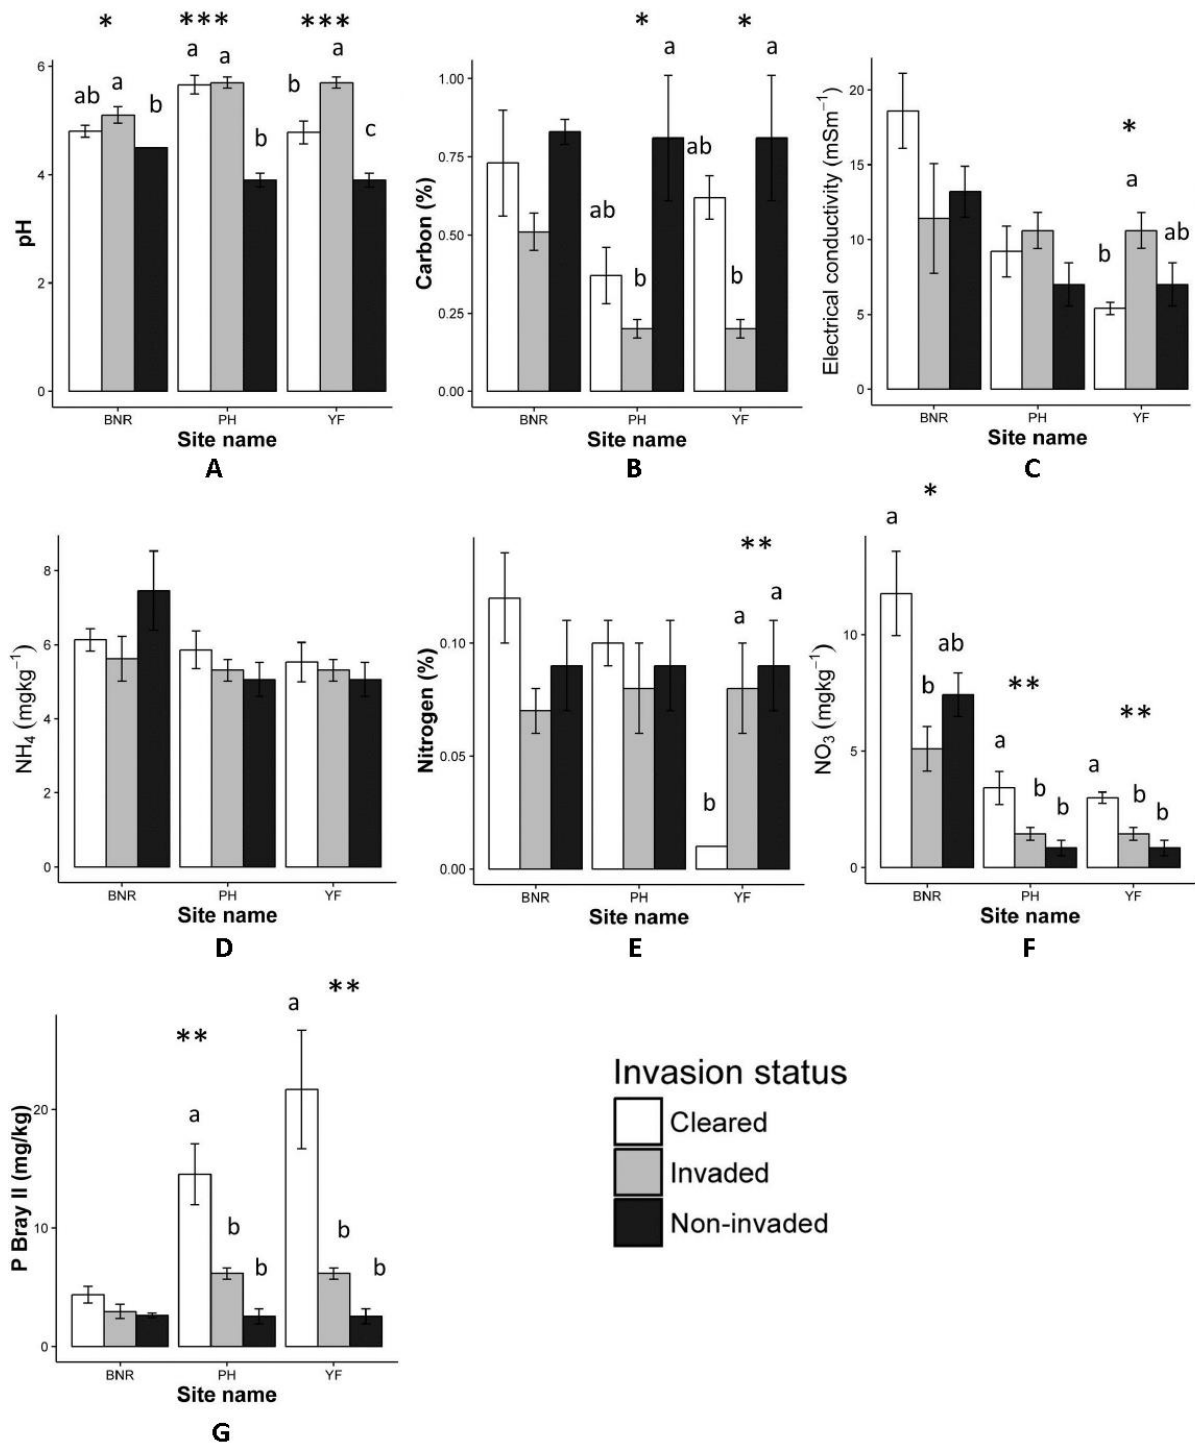 * *** ***
ab a b a a b b a c
pH
6
4
2
0
BNR PH YF
Site name
A
* *
ab b a ab b a
Carbon (%)
1.00
0.75
0.50
0.25
0.00
BNR PH YF
Site name
B
*
b a ab
Electrical conductivity (mSm⁻¹)
20
15
10
5
0
BNR PH YF
Site name
C
NH₄ (mgkg⁻¹)
8
6
4
2
0
BNR PH YF
Site name
D
**
b a a
Nitrogen (%)
0.10
0.05
0.00
BNR PH YF
Site name
E
* ** **
a b ab a b b a b b
NO₃ (mgkg⁻¹)
10
5
0
BNR PH YF
Site name
F
** **
a b b a b b
P Bray II (mg/kg)
20
10
0
BNR PH YF
Site name
G
Invasion status
Cleared
Invaded
Non-invaded